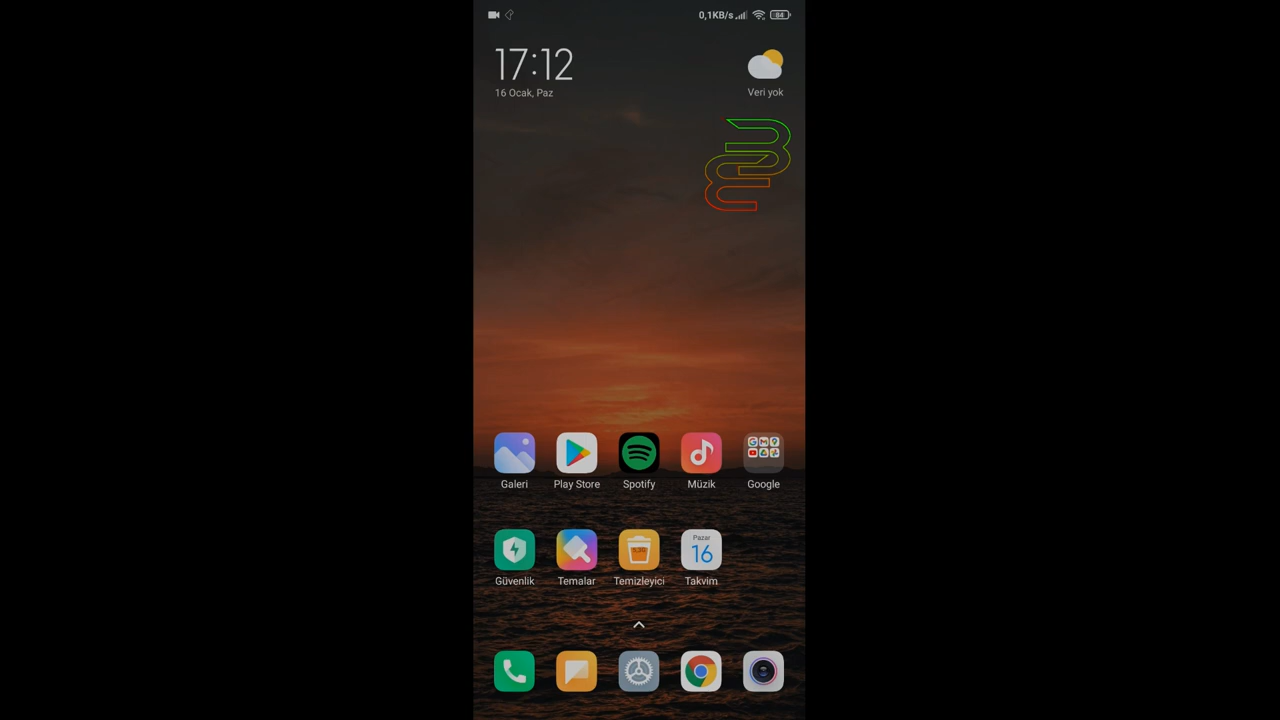 0,1KB/s 84
17:12
16 Ocak, Paz
Veri yok
Galeri Play Store Spotify Müzik Google
Pazar
16
Güvenlik Temalar Temizleyici Takvim